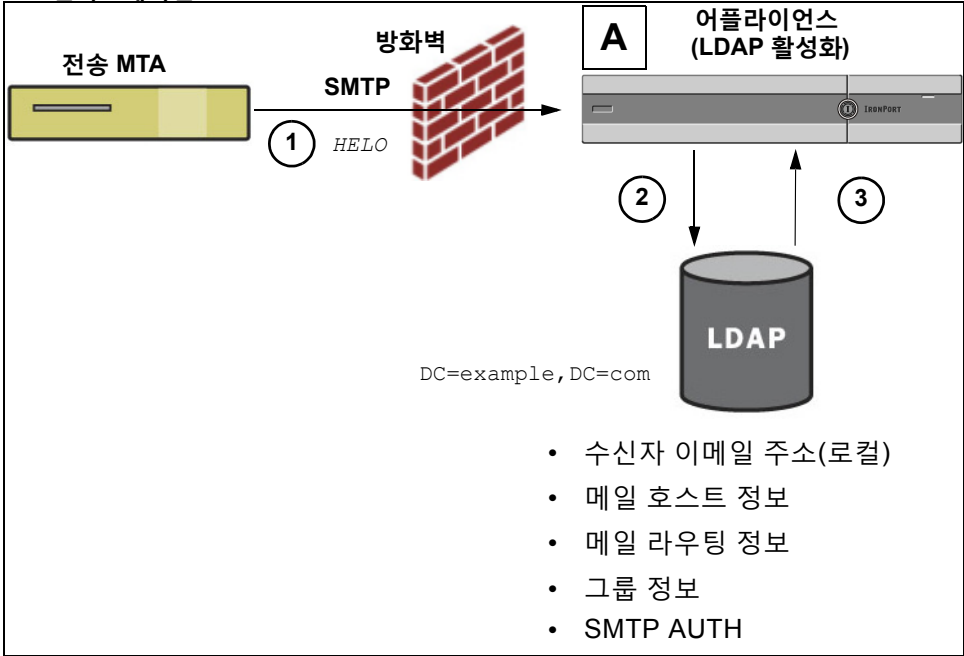 전송 MTA
방화벽
SMTP
1
HELO
A
어플라이언스
(LDAP 활성화)
IRONPORT
2
3
LDAP
DC=example,DC=com
• 수신자 이메일 주소(로컬)
• 메일 호스트 정보
• 메일 라우팅 정보
• 그룹 정보
• SMTP AUTH